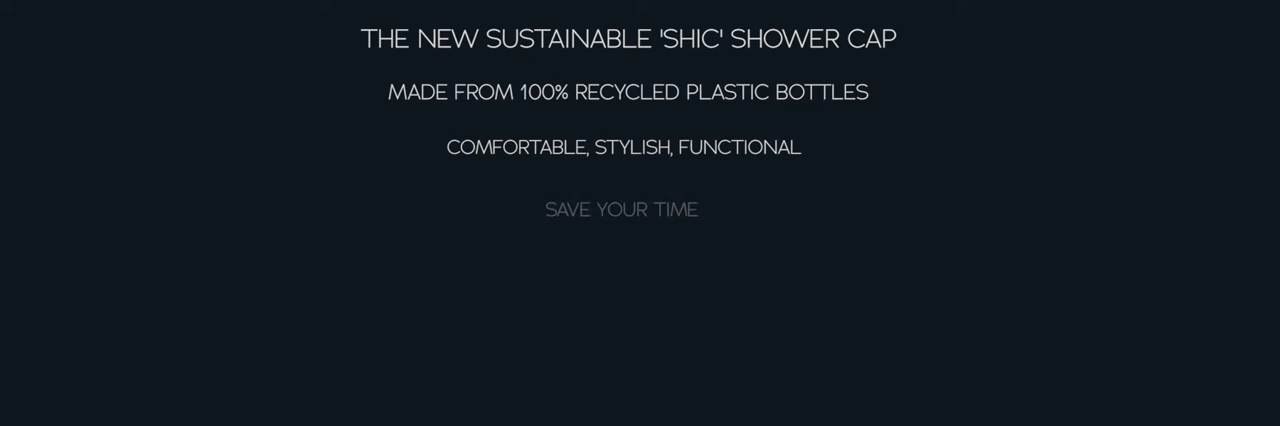 THE NEW SUSTAINABLE 'SHIC' SHOWER CAP
MADE FROM 100% RECYCLED PLASTIC BOTTLES
COMFORTABLE, STYLISH, FUNCTIONAL
SAVE YOUR TIME